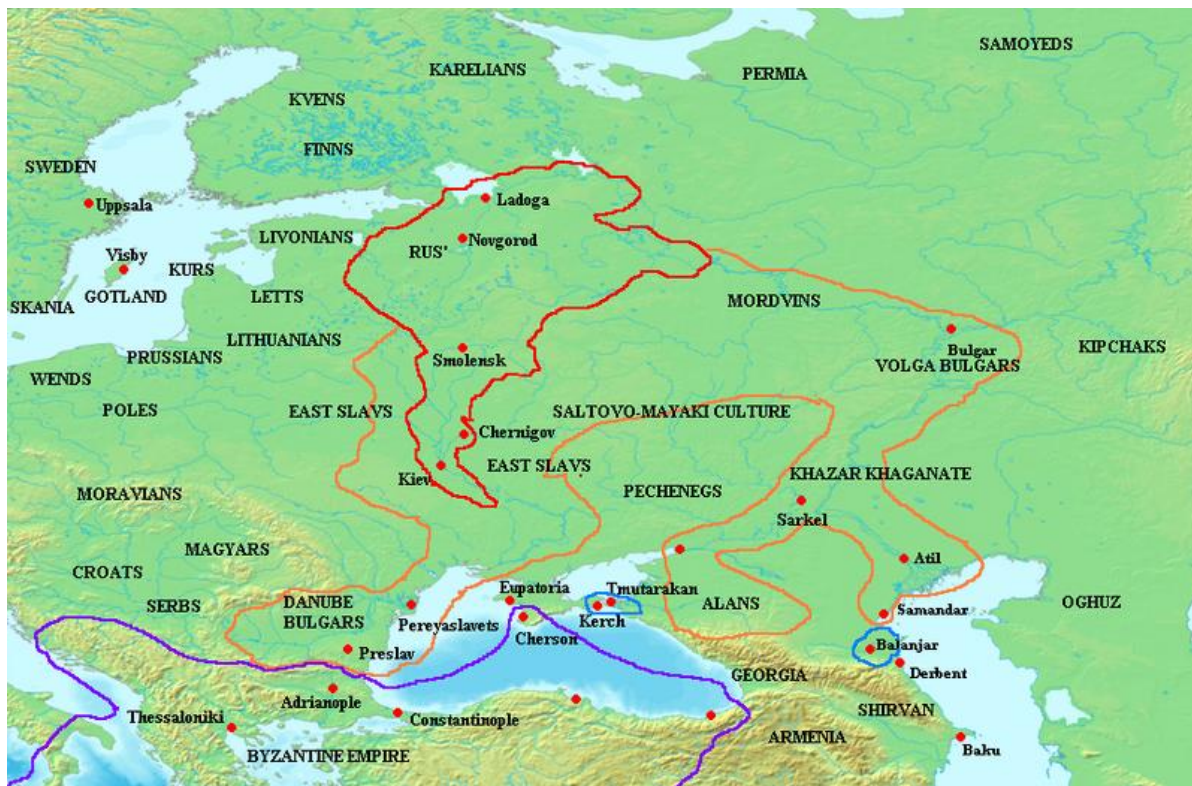 SAMOYEDS
KARELIANS
PERMIA
KVENS
FINNS
SWEDEN
Uppsala
Ladoga
LIVONIANS
RUS'
Novgorod
Visby
KURS
GOTLAND
LETTS
SKANIA
MORDVINS
LITHUANIANS
PRUSSIANS
Smolensk
Bulgar
KIPCHAKS
VOLGA BULGARS
WENDS
POLES
EAST SLAVS
SALTOVO-MAYAKI CULTURE
Chernigov
EAST SLAVS
Kiev
KHAZAR KHAGANATE
MORAVIANS
PECHENEGS
Sarkel
MAGYARS
Atil
CROATS
Eupatoria
Tmutarakan
SERBS
DANUBE
BULGARS
ALANS
OGHUZ
Pereyaslavets
Cherson
Kerch
Samandar
Preslav
Balanjar
Derbent
GEORGIA
Adrianople
SHIRVAN
Thessaloniki
Constantinople
ARMENIA
Baku
BYZANTINE EMPIRE